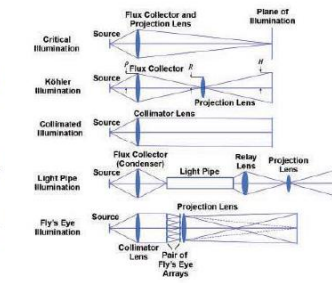 Flux Collector and
Projection Lens
Plane of
Illumination
Critical
Illumination
Source
Köhler
Illumination
Source
P
Flux Collector
R
H
Projection Lens
Collimator Lens
Collimated
Illumination
Source
Flux Collector
(Condenser)
Light Pipe
Relay
Lens
Projection
Lens
Light Pipe
Illumination
Source
Projection Lens
Fly's Eye
Illumination
Source
Collimator
Lens
Pair of
Fly's Eye
Arrays